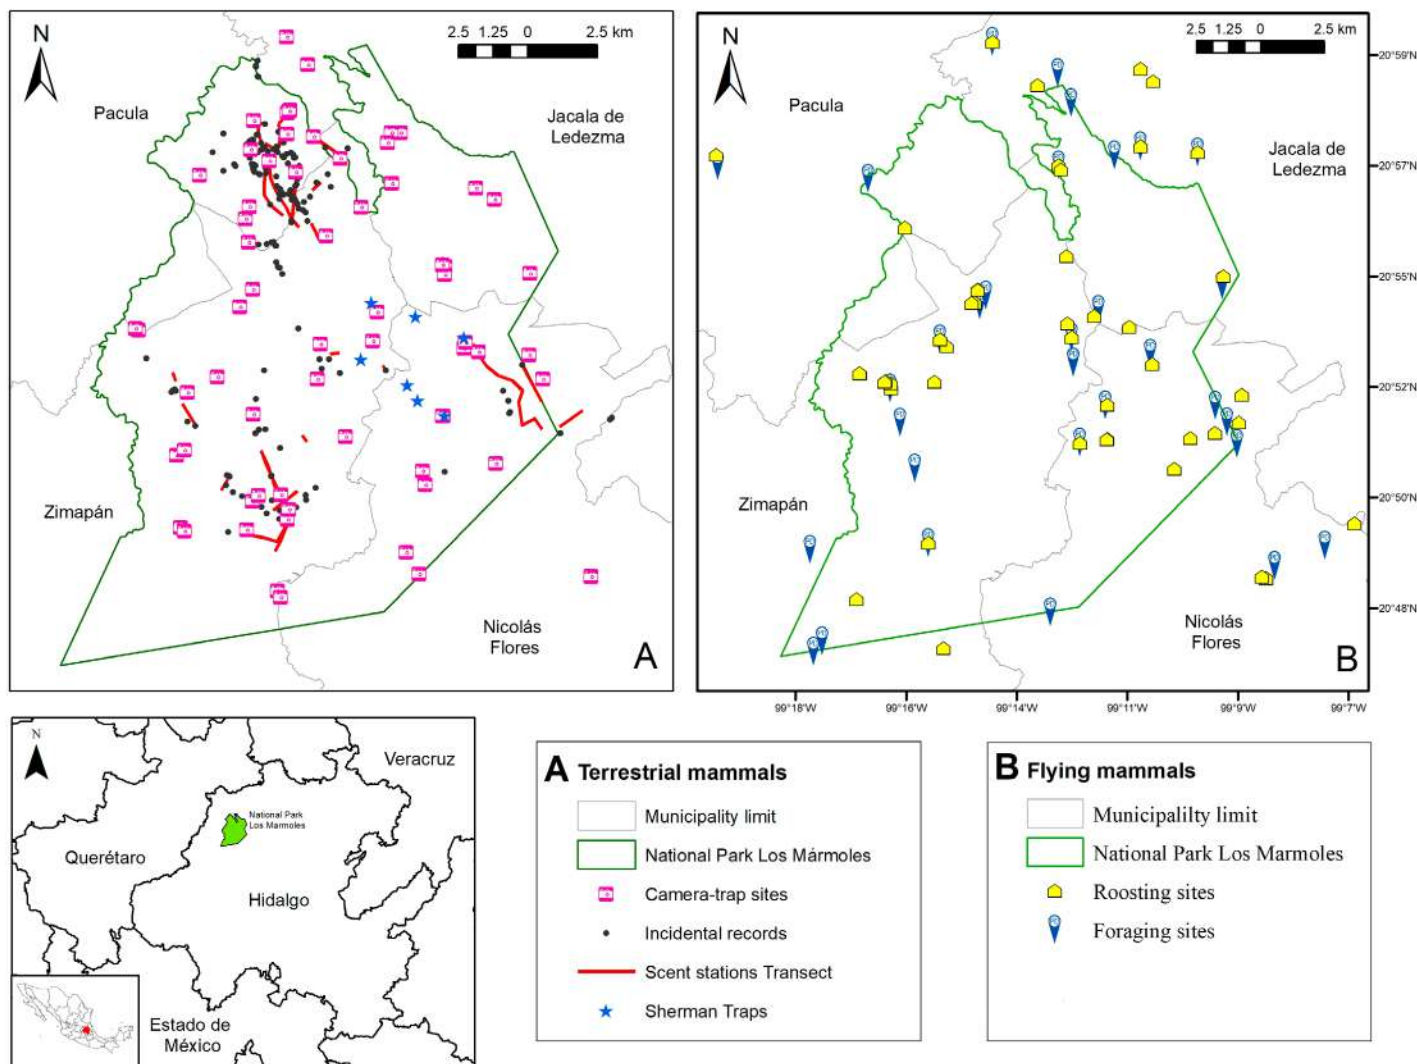 N
2.5 1.25 0 2.5 km
Pacula
Jacala de
Ledezma
Zimapán
Nicolás
Flores
A
N
2.5 1.25 0 2.5 km
Pacula
Jacala de
Ledezma
Zimapán
Nicolás
Flores
B
20°59'N
20°57'N
20°55'N
20°52'N
20°50'N
20°48'N
99°18'W 99°16'W 99°14'W 99°11'W 99°9'W 99°7'W
N
Veracruz
National Park
Los Marmoles
Querétaro
Hidalgo
Estado de
México
A Terrestrial mammals
Municipality limit
National Park Los Mármoles
Camera-trap sites
Incidental records
Scent stations Transect
Sherman Traps
B Flying mammals
Municipalilty limit
National Park Los Marmoles
Roosting sites
Foraging sites